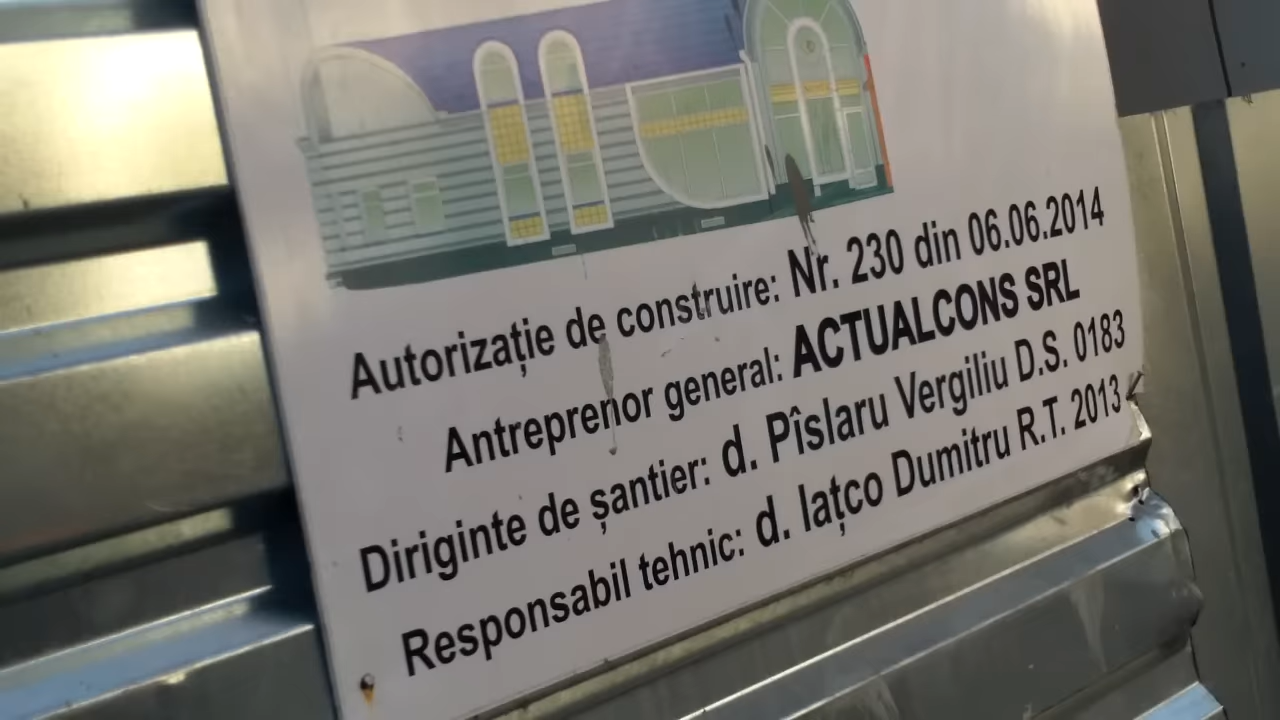 Autorizație de construire: Nr. 230 din 06.06.2014
Antreprenor general: ACTUALCONS SRL
Diriginte de șantier: d. Pîslaru Vergiliu D.S. 0183
Responsabil tehnic: d. Iațco Dumitru R.T. 2013